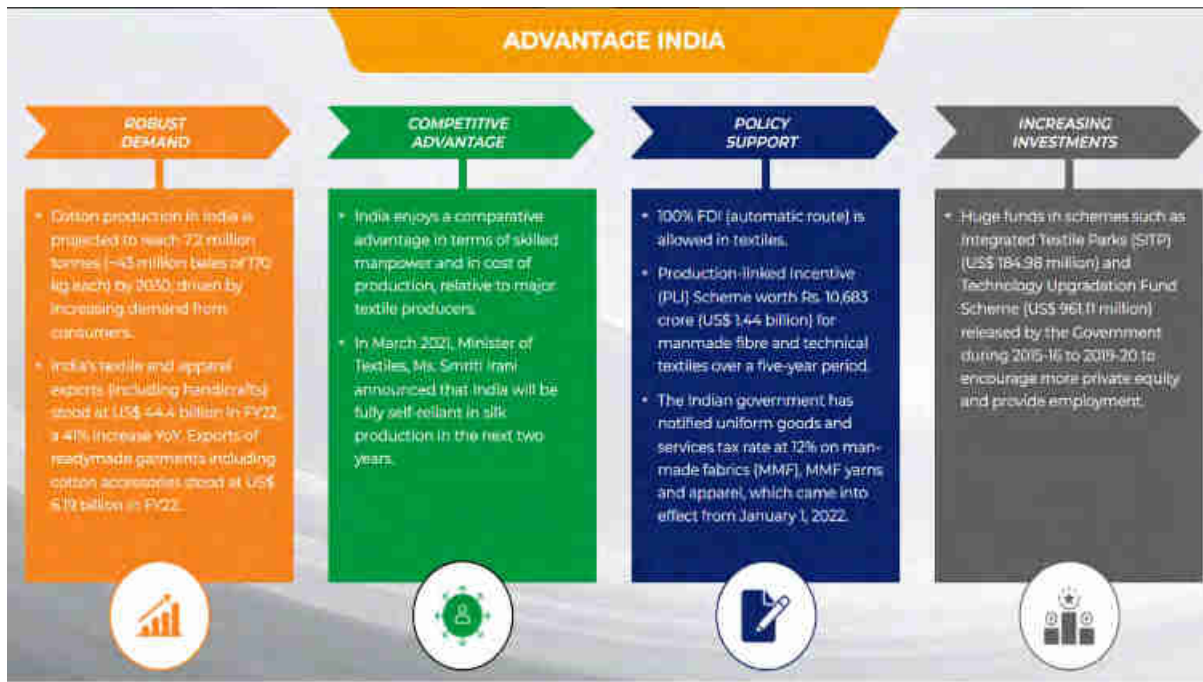 ADVANTAGE INDIA
ROBUST
DEMAND
• Cotton production in India is
projected to reach 7.2 million
tonnes (~43 million bales of 170
kg each) by 2030, driven by
increasing demand from
consumers.
• India's textile and apparel
exports (including handicrafts)
stood at US$ 44.4 billion in FY22,
a 41% increase YoY. Exports of
readymade garments including
cotton accessories stood at US$
6.19 billion in FY22.
COMPETITIVE
ADVANTAGE
• India enjoys a comparative
advantage in terms of skilled
manpower and in cost of
production, relative to major
textile producers.
• In March 2021, Minister of
Textiles, Ms. Smriti Irani
announced that India will be
fully self-reliant in silk
production in the next two
years.
POLICY
SUPPORT
• 100% FDI (automatic route) is
allowed in textiles.
• Production-linked Incentive
(PLI) Scheme worth Rs. 10,683
crore (US$ 1.44 billion) for
manmade fibre and technical
textiles over a five-year period.
• The Indian government has
notified uniform goods and
services tax rate at 12% on man-
made fabrics (MMF), MMF yarns
and apparel, which came into
effect from January 1, 2022.
INCREASING
INVESTMENTS
• Huge funds in schemes such as
Integrated Textile Parks (SITP)
(US$ 184.98 million) and
Technology Upgradation Fund
Scheme (US$ 961.11 million)
released by the Government
during 2015-16 to 2019-20 to
encourage more private equity
and provide employment.